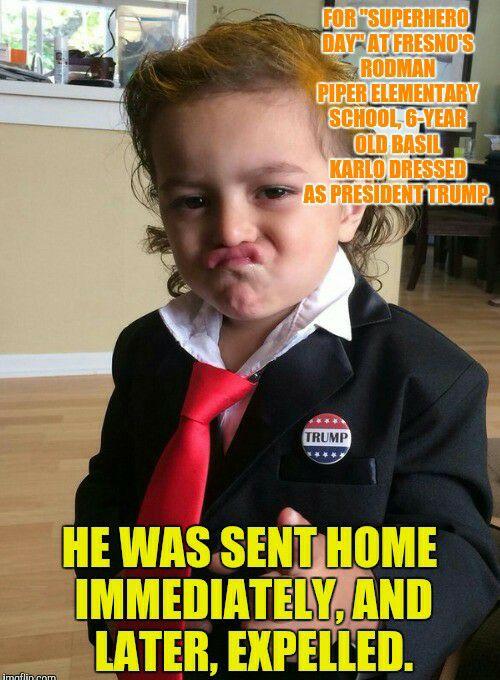 FOR "SUPERHERO
DAY" AT FRESNO'S
RODMAN
PIPER ELEMENTARY
SCHOOL, 6-YEAR
OLD BASIL
KARLO DRESSED
AS PRESIDENT TRUMP.
TRUMP
HE WAS SENT HOME
IMMEDIATELY, AND
LATER, EXPELLED.
imgflip.com